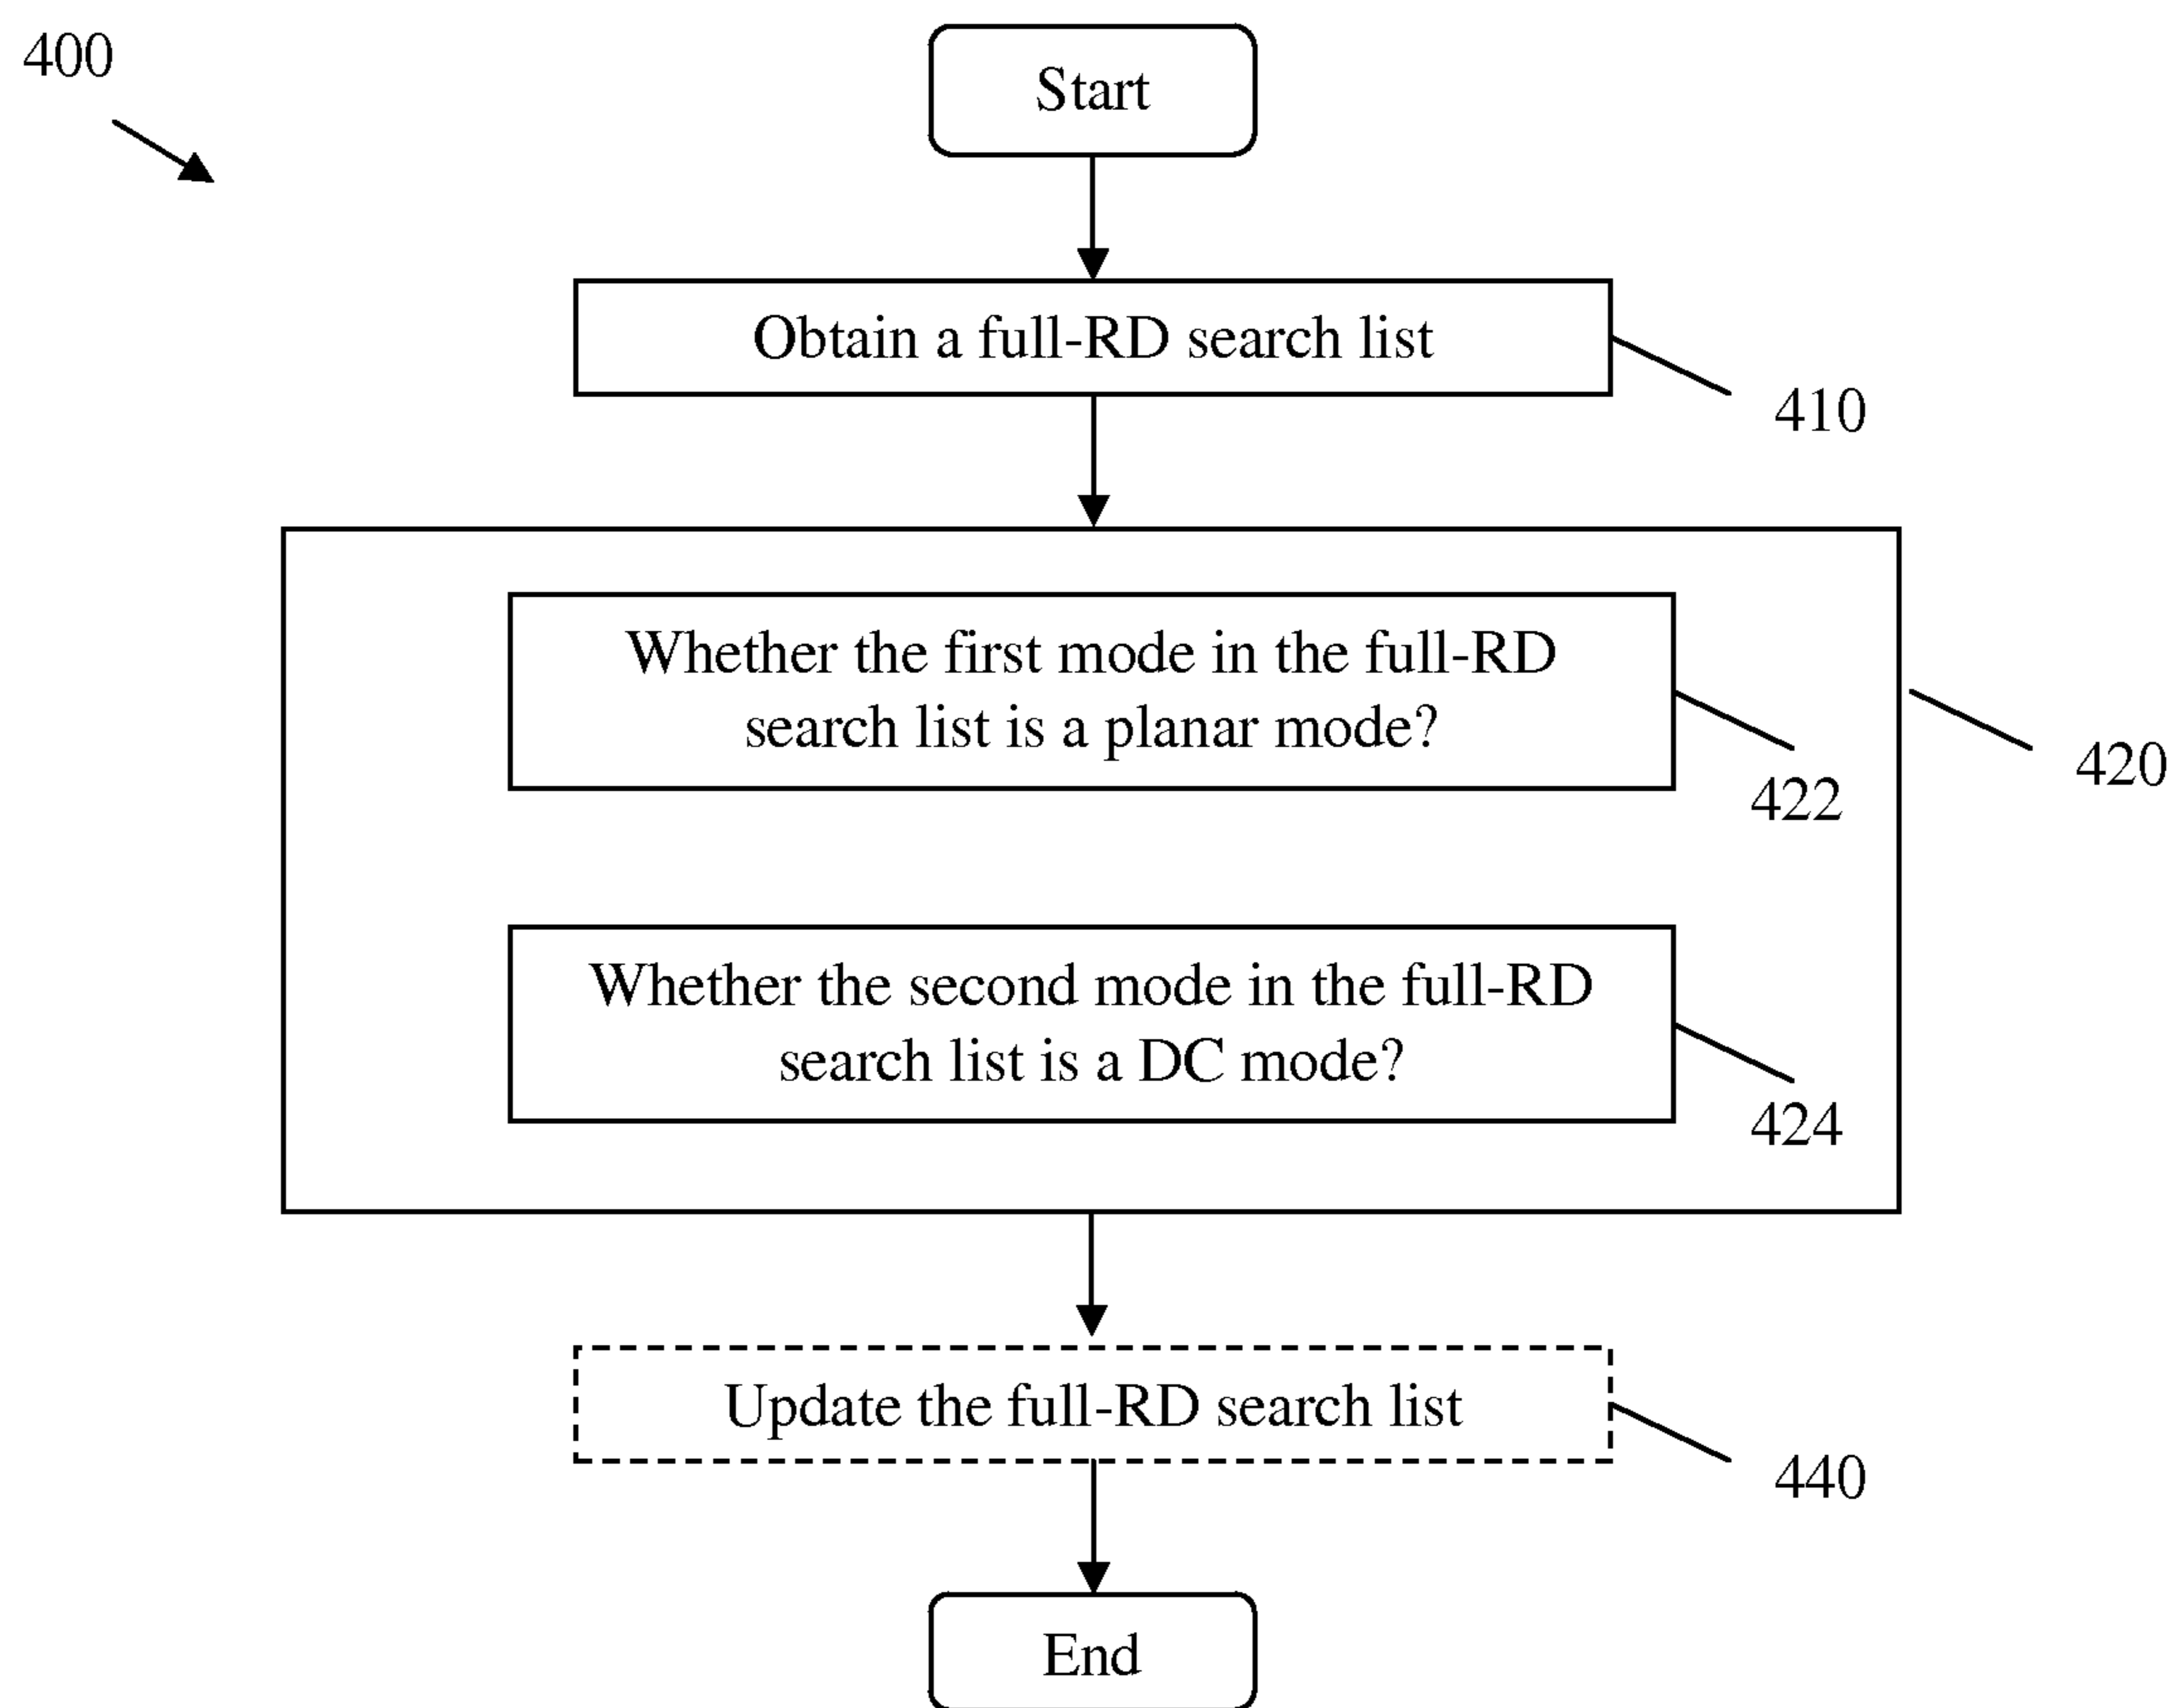 400
Start
Obtain a full-RD search list
410
Whether the first mode in the full-RD
search list is a planar mode?
422
420
Whether the second mode in the full-RD
search list is a DC mode?
424
Update the full-RD search list
440
End